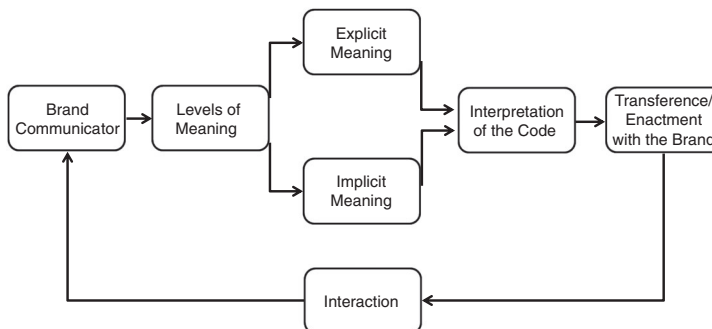 Brand
Communicator
Levels of
Meaning
Explicit
Meaning
Implicit
Meaning
Interpretation
of the Code
Transference/
Enactment
with the Brand
Interaction